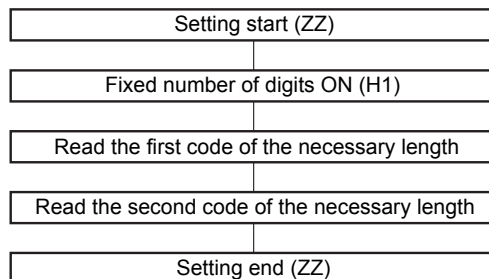 Setting start (ZZ)
Fixed number of digits ON (H1)
Read the first code of the necessary length
Read the second code of the necessary length
Setting end (ZZ)